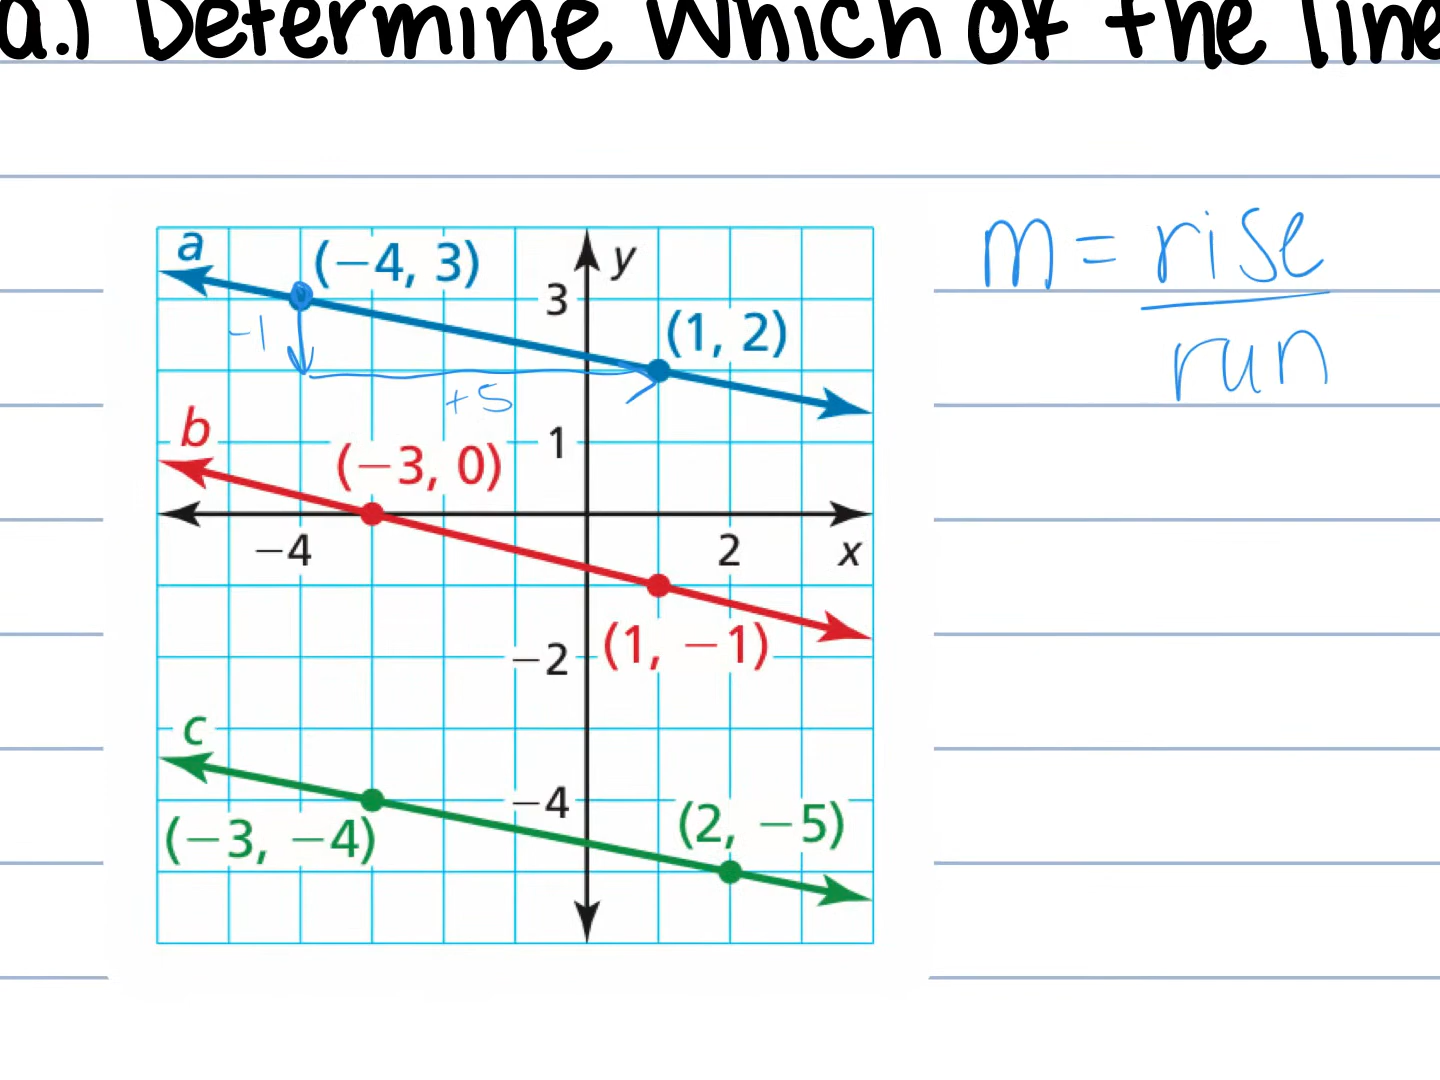 a.) Determine which of the line
m = rise
run
a
(−4, 3)
y
3
(1, 2)
-1
+5
b
(−3, 0)
1
−4
2
x
−2
(1, −1)
c
−4
(−3, −4)
(2, −5)